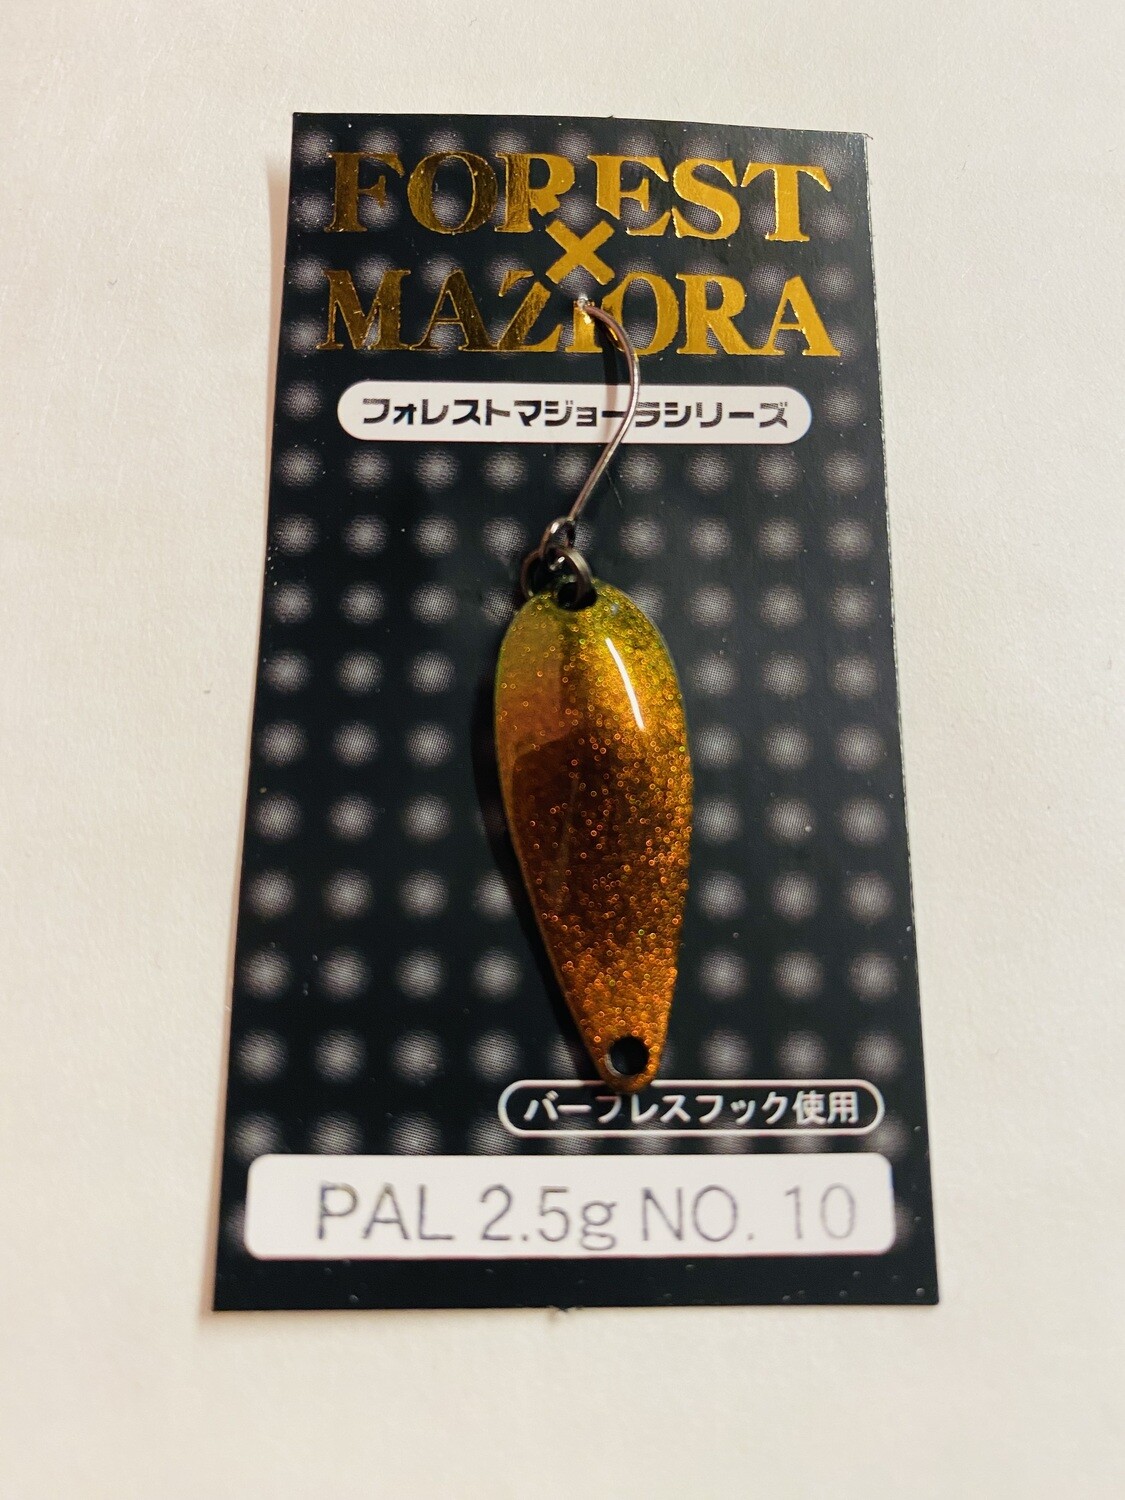 FOREST
×
MAZIORA
フォレストマジョーラシリーズ
バーブレスフック使用
PAL 2.5g NO. 10